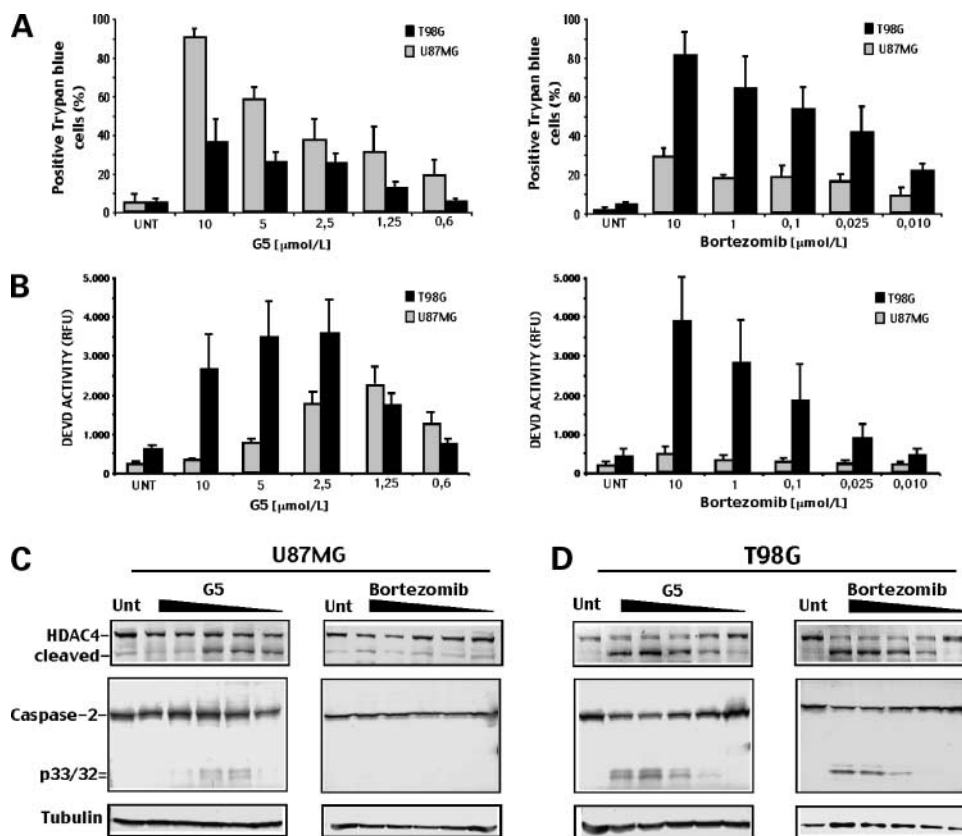 A
Positive Trypan blue
cells (%)
100
80
60
40
20
0
T98G
U87MG
UNT 10 5 2,5 1,25 0,6
G5 [μmol/L]
Positive Trypan blue
cells (%)
100
80
60
40
20
0
T98G
U87MG
UNT 10 1 0,1 0,025 0,010
Bortezomib [μmol/L]
B
DEVD ACTIVITY (RFU)
5.000
4.000
3.000
2.000
1.000
0
T98G
U87MG
UNT 10 5 2,5 1,25 0,6
G5 [μmol/L]
DEVD ACTIVITY (RFU)
5.000
4.000
3.000
2.000
1.000
0
T98G
U87MG
UNT 10 1 0,1 0,025 0,010
Bortezomib [μmol/L]
C
U87MG
G5
Unt
Bortezomib
Unt
HDAC4
cleaved
Caspase-2
p33/32
Tubulin
D
T98G
G5
Unt
Bortezomib
Unt